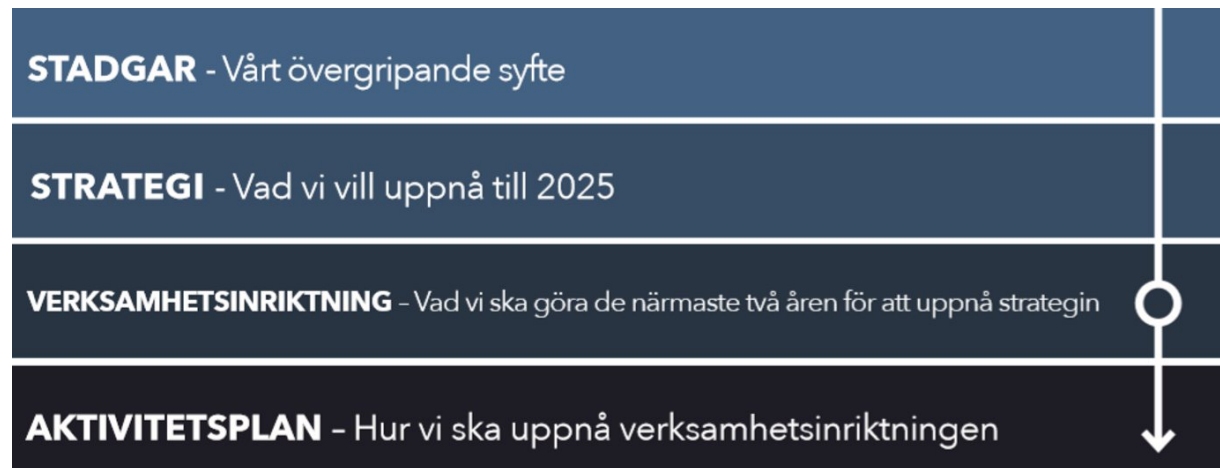 STADGAR - Vårt övergripande syfte
STRATEGI - Vad vi vill uppnå till 2025
VERKSAMHETSINRIKTNING – Vad vi ska göra de närmaste två åren för att uppnå strategin
AKTIVITETSPLAN – Hur vi ska uppnå verksamhetsinriktningen